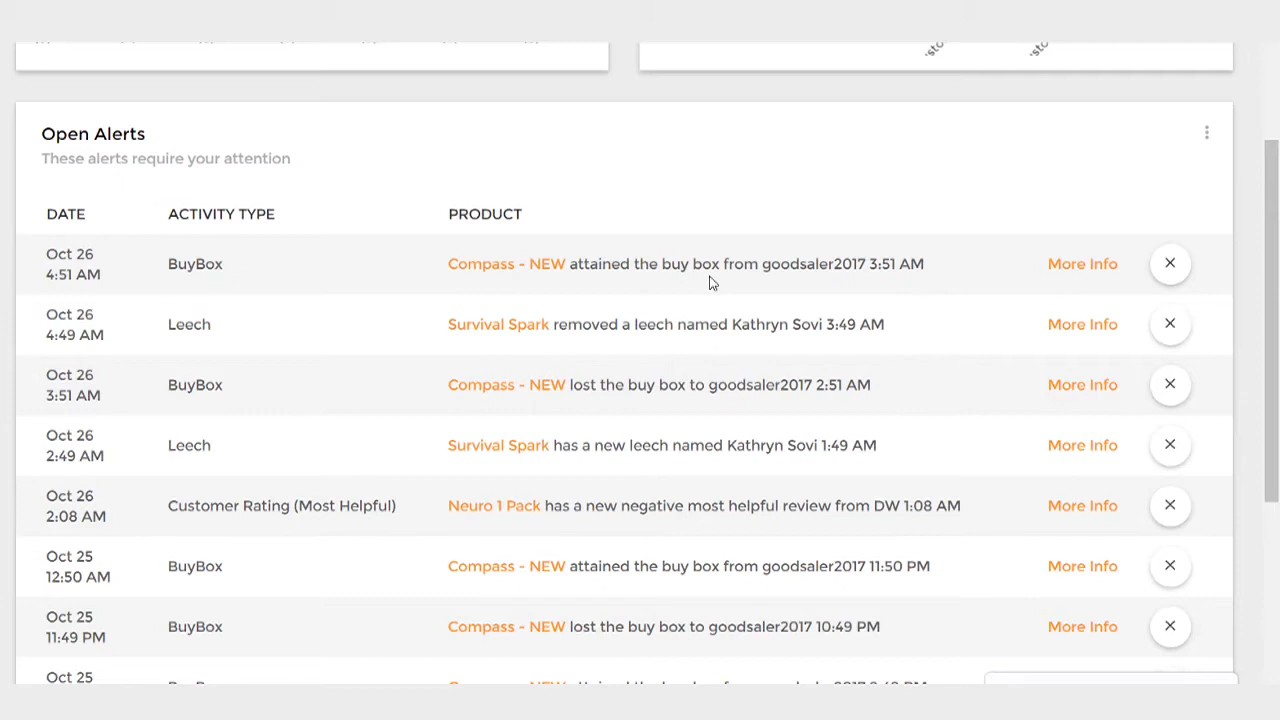 Open Alerts
These alerts require your attention
DATE ACTIVITY TYPE PRODUCT
Oct 26
4:51 AM
BuyBox
Compass - NEW attained the buy box from goodsaler2017 3:51 AM
More Info
Oct 26
4:49 AM
Leech
Survival Spark removed a leech named Kathryn Sovi 3:49 AM
More Info
Oct 26
3:51 AM
BuyBox
Compass - NEW lost the buy box to goodsaler2017 2:51 AM
More Info
Oct 26
2:49 AM
Leech
Survival Spark has a new leech named Kathryn Sovi 1:49 AM
More Info
Oct 26
2:08 AM
Customer Rating (Most Helpful)
Neuro 1 Pack has a new negative most helpful review from DW 1:08 AM
More Info
Oct 25
12:50 AM
BuyBox
Compass - NEW attained the buy box from goodsaler2017 11:50 PM
More Info
Oct 25
11:49 PM
BuyBox
Compass - NEW lost the buy box to goodsaler2017 10:49 PM
More Info
Oct 25